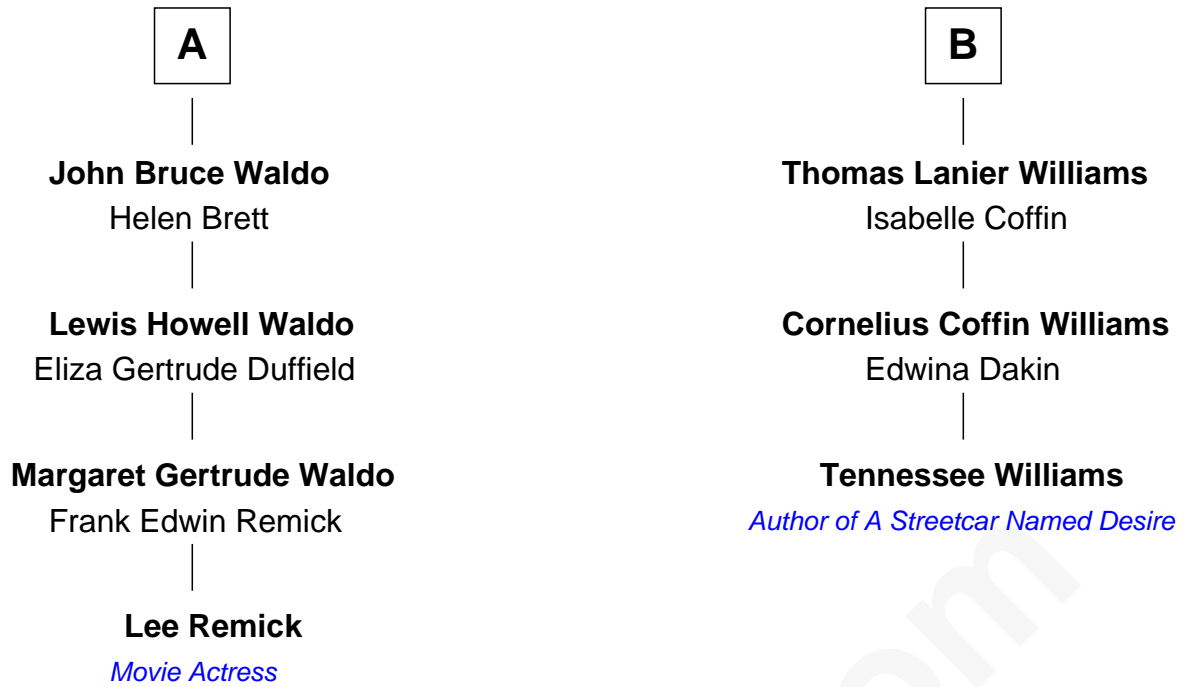 A
John Bruce Waldo
Helen Brett
Lewis Howell Waldo
Eliza Gertrude Duffield
Margaret Gertrude Waldo
Frank Edwin Remick
Lee Remick
Movie Actress
B
Thomas Lanier Williams
Isabelle Coffin
Cornelius Coffin Williams
Edwina Dakin
Tennessee Williams
Author of A Streetcar Named Desire
om